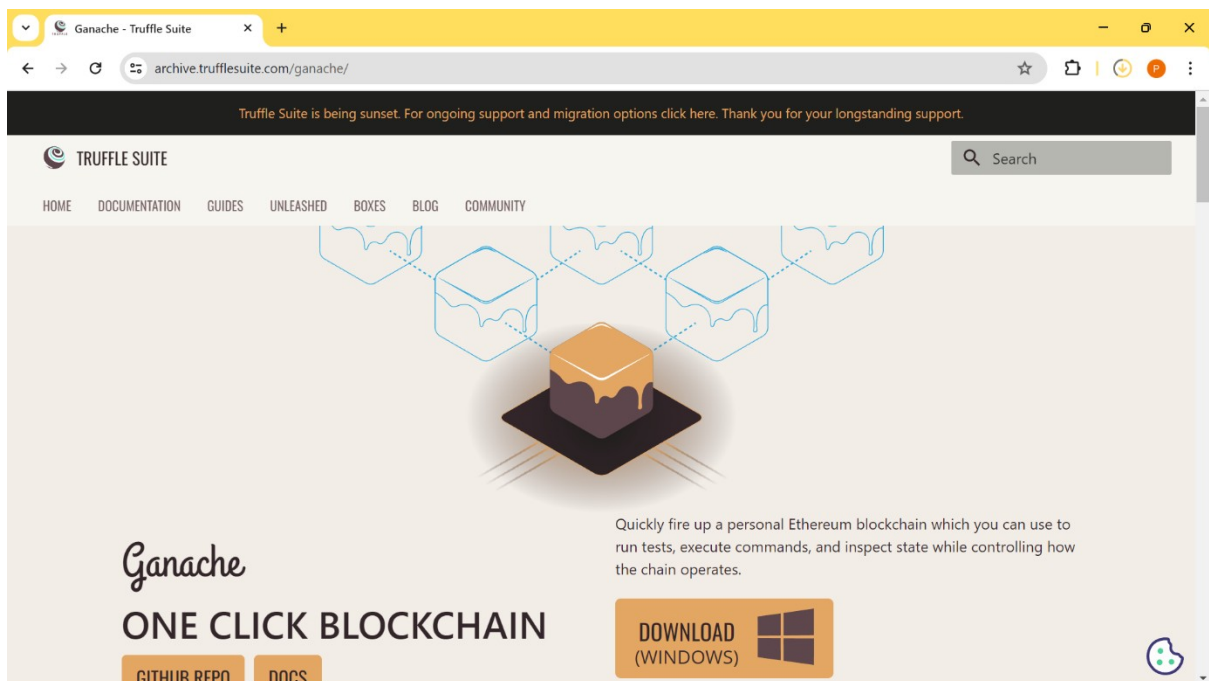 Ganache - Truffle Suite
archive.trufflesuite.com/ganache/
P
Truffle Suite is being sunset. For ongoing support and migration options click here. Thank you for your longstanding support.
TRUFFLE SUITE
Search
HOME DOCUMENTATION GUIDES UNLEASHED BOXES BLOG COMMUNITY
Quickly fire up a personal Ethereum blockchain which you can use to
run tests, execute commands, and inspect state while controlling how
the chain operates.
Ganache
ONE CLICK BLOCKCHAIN
DOWNLOAD
(WINDOWS)
GITHUB REPO DOCS